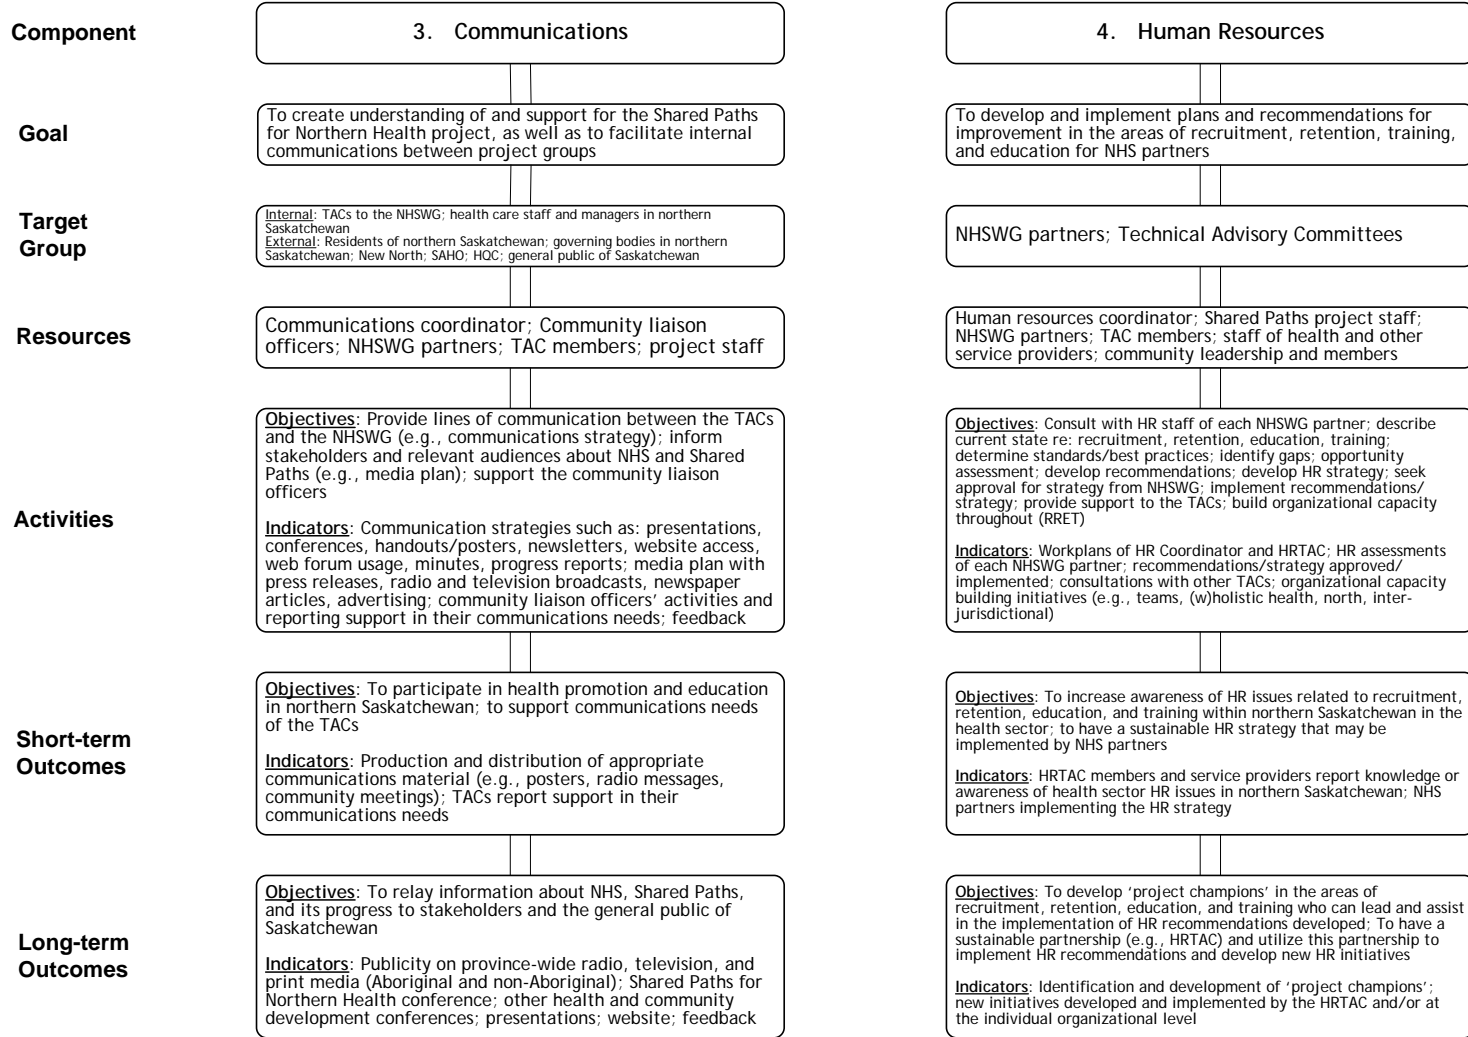 Component
3. Communications
4. Human Resources
Goal
To create understanding of and support for the Shared Paths
for Northern Health project, as well as to facilitate internal
communications between project groups
To develop and implement plans and recommendations for
improvement in the areas of recruitment, retention, training,
and education for NHS partners
Target
Group
Internal: TACs to the NHSWG; health care staff and managers in northern
Saskatchewan
External: Residents of northern Saskatchewan; governing bodies in northern
Saskatchewan; New North; SAHO; HQC; general public of Saskatchewan
NHSWG partners; Technical Advisory Committees
Resources
Communications coordinator; Community liaison
officers; NHSWG partners; TAC members; project staff
Human resources coordinator; Shared Paths project staff;
NHSWG partners; TAC members; staff of health and other
service providers; community leadership and members
Activities
Objectives: Provide lines of communication between the TACs
and the NHSWG (e.g., communications strategy); inform
stakeholders and relevant audiences about NHS and Shared
Paths (e.g., media plan); support the community liaison
officers
Indicators: Communication strategies such as: presentations,
conferences, handouts/posters, newsletters, website access,
web forum usage, minutes, progress reports; media plan with
press releases, radio and television broadcasts, newspaper
articles, advertising; community liaison officers' activities and
reporting support in their communications needs; feedback
Objectives: Consult with HR staff of each NHSWG partner; describe
current state re: recruitment, retention, education, training;
determine standards/best practices; identify gaps; opportunity
assessment; develop recommendations; develop HR strategy; seek
approval for strategy from NHSWG; implement recommendations/
strategy; provide support to the TACs; build organizational capacity
throughout (RRET)
Indicators: Workplans of HR Coordinator and HRTAC; HR assessments
of each NHSWG partner; recommendations/strategy approved/
implemented; consultations with other TACs; organizational capacity
building initiatives (e.g., teams, (w)holistic health, north, inter-
jurisdictional)
Short-term
Outcomes
Objectives: To participate in health promotion and education
in northern Saskatchewan; to support communications needs
of the TACs
Indicators: Production and distribution of appropriate
communications material (e.g., posters, radio messages,
community meetings); TACs report support in their
communications needs
Objectives: To increase awareness of HR issues related to recruitment,
retention, education, and training within northern Saskatchewan in the
health sector; to have a sustainable HR strategy that may be
implemented by NHS partners
Indicators: HRTAC members and service providers report knowledge or
awareness of health sector HR issues in northern Saskatchewan; NHS
partners implementing the HR strategy
Long-term
Outcomes
Objectives: To relay information about NHS, Shared Paths,
and its progress to stakeholders and the general public of
Saskatchewan
Indicators: Publicity on province-wide radio, television, and
print media (Aboriginal and non-Aboriginal); Shared Paths for
Northern Health conference; other health and community
development conferences; presentations; website; feedback
Objectives: To develop 'project champions' in the areas of
recruitment, retention, education, and training who can lead and assist
in the implementation of HR recommendations developed; To have a
sustainable partnership (e.g., HRTAC) and utilize this partnership to
implement HR recommendations and develop new HR initiatives
Indicators: Identification and development of 'project champions';
new initiatives developed and implemented by the HRTAC and/or at
the individual organizational level